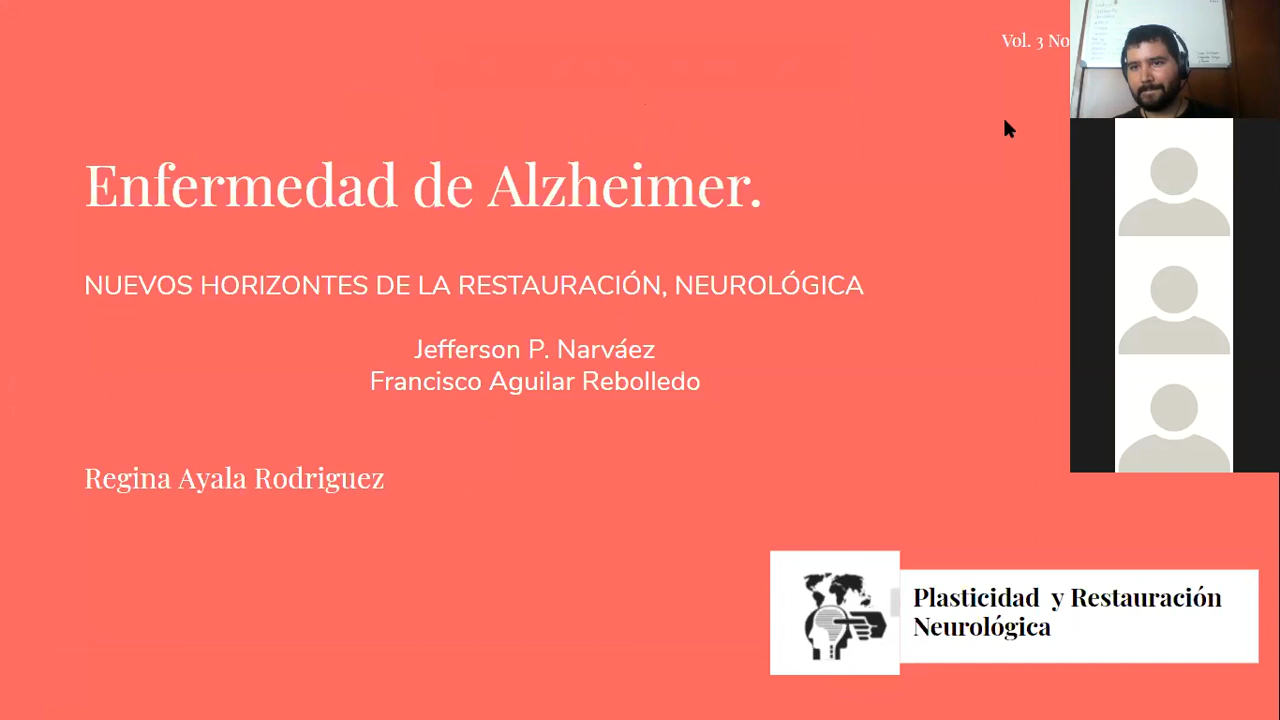 Vol. 3 No
Enfermedad de Alzheimer.
NUEVOS HORIZONTES DE LA RESTAURACIÓN, NEUROLÓGICA
Jefferson P. Narváez
Francisco Aguilar Rebolledo
Regina Ayala Rodriguez
Plasticidad y Restauración
Neurológica